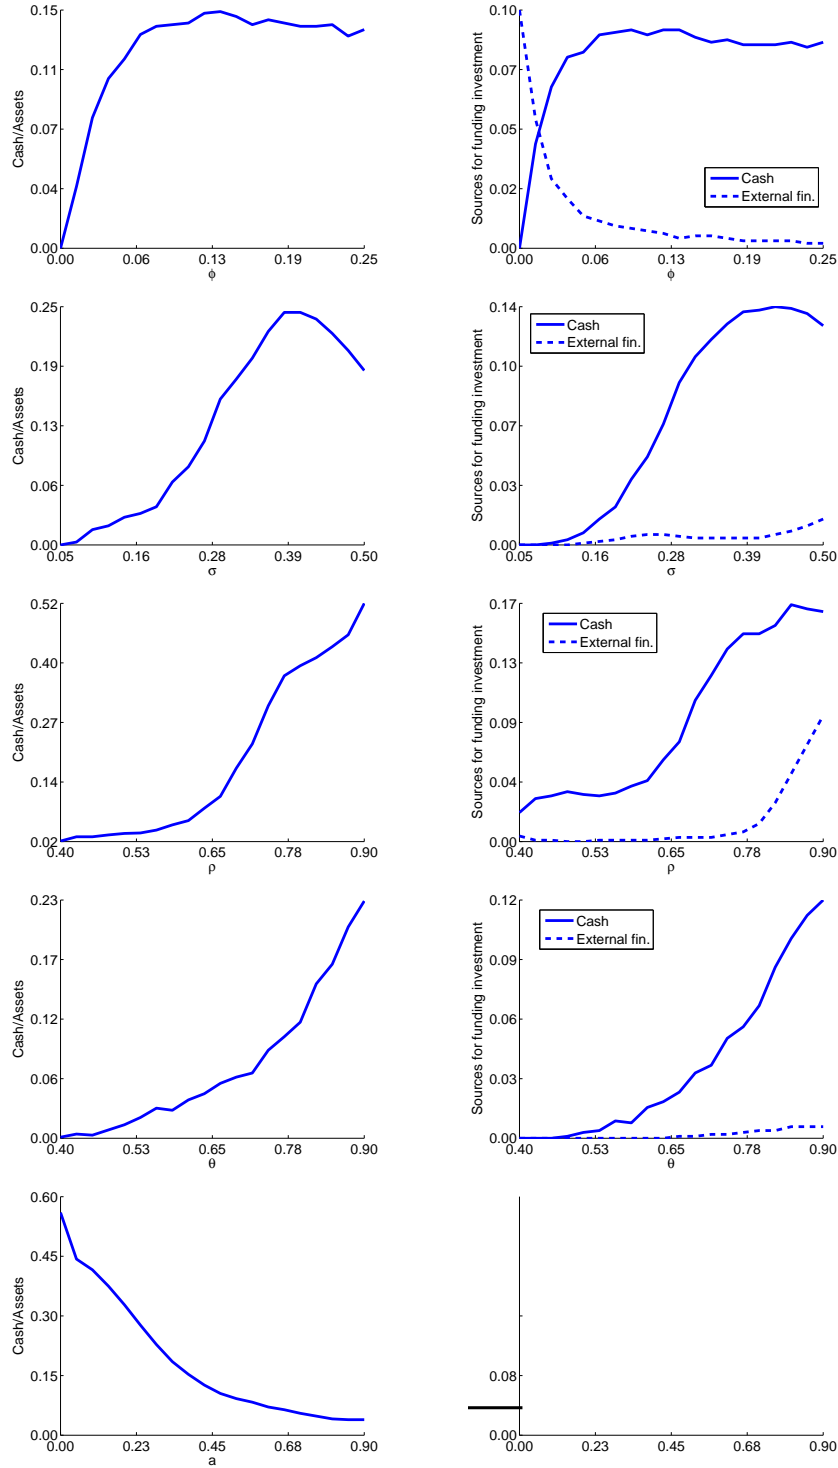 0.15
0.11
0.07
0.04
0.00
0.00 0.06 0.13 0.19 0.25
ϕ
Cash/Assets
0.10
0.07
0.05
0.02
0.00
0.00 0.06 0.13 0.19 0.25
ϕ
Sources for funding investment
Cash
External fin.
0.25
0.19
0.13
0.06
0.00
0.05 0.16 0.28 0.39 0.50
σ
Cash/Assets
0.14
0.10
0.07
0.03
0.00
0.05 0.16 0.28 0.39 0.50
σ
Sources for funding investment
Cash
External fin.
0.52
0.40
0.27
0.14
0.02
0.40 0.53 0.65 0.78 0.90
ρ
Cash/Assets
0.17
0.13
0.09
0.04
0.00
0.40 0.53 0.65 0.78 0.90
ρ
Sources for funding investment
Cash
External fin.
0.23
0.17
0.12
0.06
0.00
0.40 0.53 0.65 0.78 0.90
θ
Cash/Assets
0.12
0.09
0.06
0.03
0.00
0.40 0.53 0.65 0.78 0.90
θ
Sources for funding investment
Cash
External fin.
0.60
0.45
0.30
0.15
0.00
0.00 0.23 0.45 0.68 0.90
a
Cash/Assets
0.08
0.00
0.00 0.23 0.45 0.68 0.90